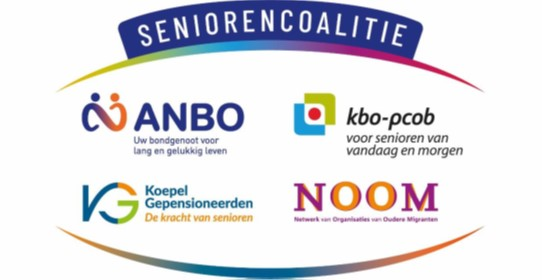 SENIORENCOALITIE
ANBO
Uw bondgenoot voor
lang en gelukkig leven
kbo-pcob
voor senioren van
vandaag en morgen
KG
Koepel
Gepensioneerden
De kracht van senioren
NOOM
Netwerk van Organisaties van Oudere Migranten